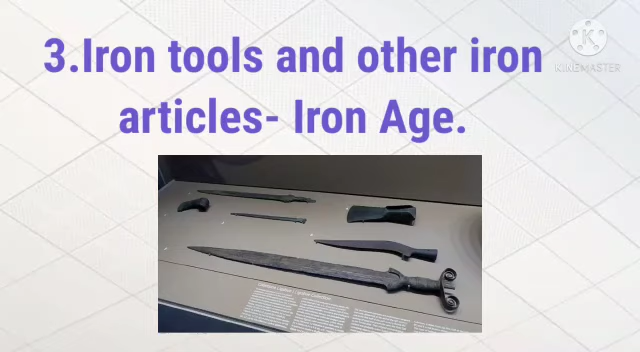 3.Iron tools and other iron
articles- Iron Age.
KINEMASTER